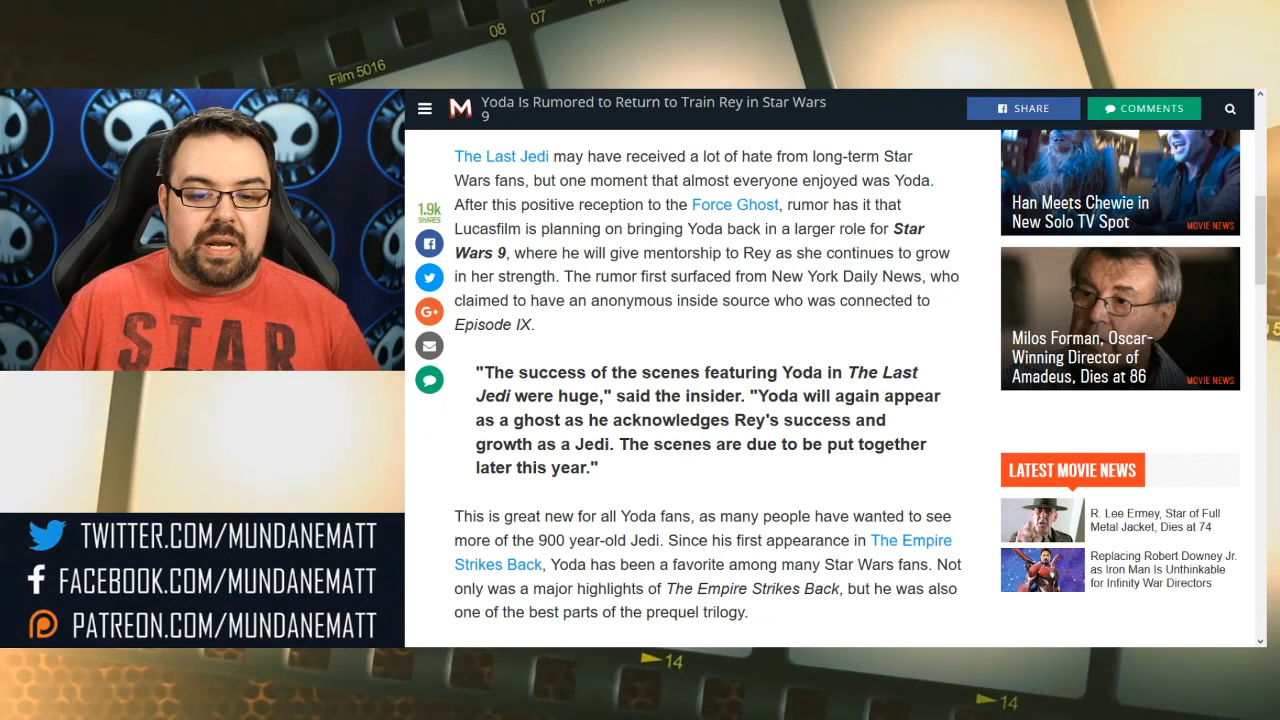 08
07
Film 5016
Yoda Is Rumored to Return to Train Rey in Star Wars
9
SHARE
COMMENTS
The Last Jedi may have received a lot of hate from long-term Star
Wars fans, but one moment that almost everyone enjoyed was Yoda.
After this positive reception to the Force Ghost, rumor has it that
Lucasfilm is planning on bringing Yoda back in a larger role for Star
Wars 9, where he will give mentorship to Rey as she continues to grow
in her strength. The rumor first surfaced from New York Daily News, who
claimed to have an anonymous inside source who was connected to
Episode IX.
1.9k
SHARES
G+
"The success of the scenes featuring Yoda in The Last
Jedi were huge," said the insider. "Yoda will again appear
as a ghost as he acknowledges Rey's success and
growth as a Jedi. The scenes are due to be put together
later this year."
This is great new for all Yoda fans, as many people have wanted to see
more of the 900 year-old Jedi. Since his first appearance in The Empire
Strikes Back, Yoda has been a favorite among many Star Wars fans. Not
only was a major highlights of The Empire Strikes Back, but he was also
one of the best parts of the prequel trilogy.
Han Meets Chewie in
New Solo TV Spot
MOVIE NEWS
Milos Forman, Oscar-
Winning Director of
Amadeus, Dies at 86
MOVIE NEWS
LATEST MOVIE NEWS
R. Lee Ermey, Star of Full
Metal Jacket, Dies at 74
Replacing Robert Downey Jr.
as Iron Man Is Unthinkable
for Infinity War Directors
STAR
TWITTER.COM/MUNDANEMATT
FACEBOOK.COM/MUNDANEMATT
PATREON.COM/MUNDANEMATT
14
14